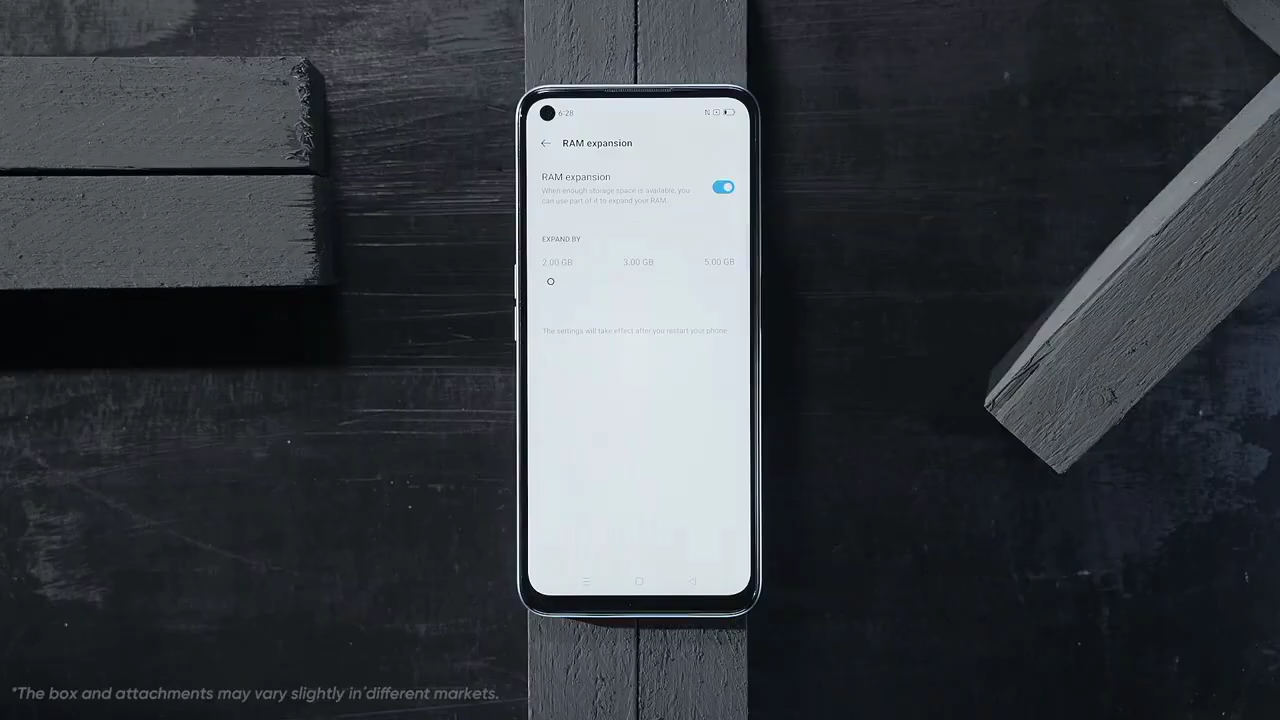 6:28
RAM expansion
RAM expansion
When enough storage space is available, you
can use part of it to expand your RAM.
EXPAND BY
2.00 GB 3.00 GB 5.00 GB
The settings will take effect after you restart your phone.
*The box and attachments may vary slightly in different markets.